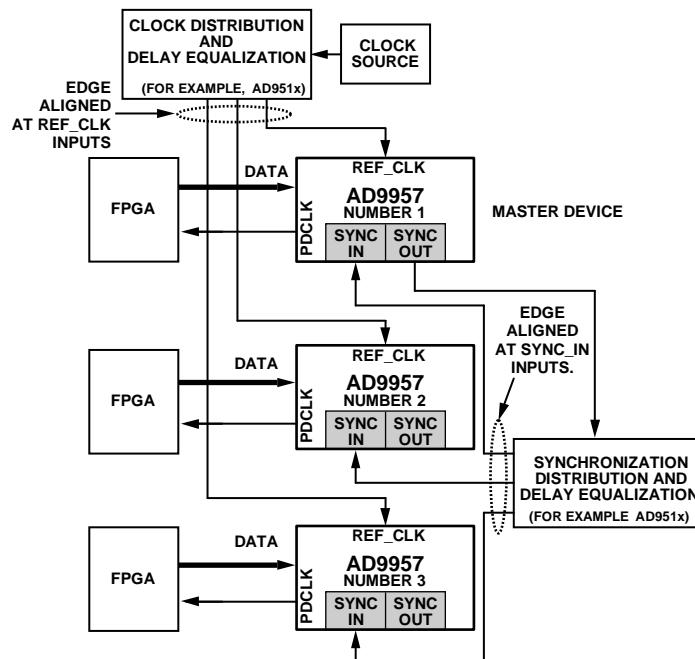 CLOCK DISTRIBUTION
AND
DELAY EQUALIZATION
(FOR EXAMPLE, AD951x)
CLOCK
SOURCE
EDGE
ALIGNED
AT REF_CLK
INPUTS
FPGA
DATA
REF_CLK
AD9957
NUMBER 1
PDCLK
SYNC
IN
SYNC
OUT
MASTER DEVICE
EDGE
ALIGNED
AT SYNC_IN
INPUTS.
FPGA
DATA
REF_CLK
AD9957
NUMBER 2
PDCLK
SYNC
IN
SYNC
OUT
SYNCHRONIZATION
DISTRIBUTION AND
DELAY EQUALIZATION
(FOR EXAMPLE AD951x)
FPGA
DATA
REF_CLK
AD9957
NUMBER 3
PDCLK
SYNC
IN
SYNC
OUT